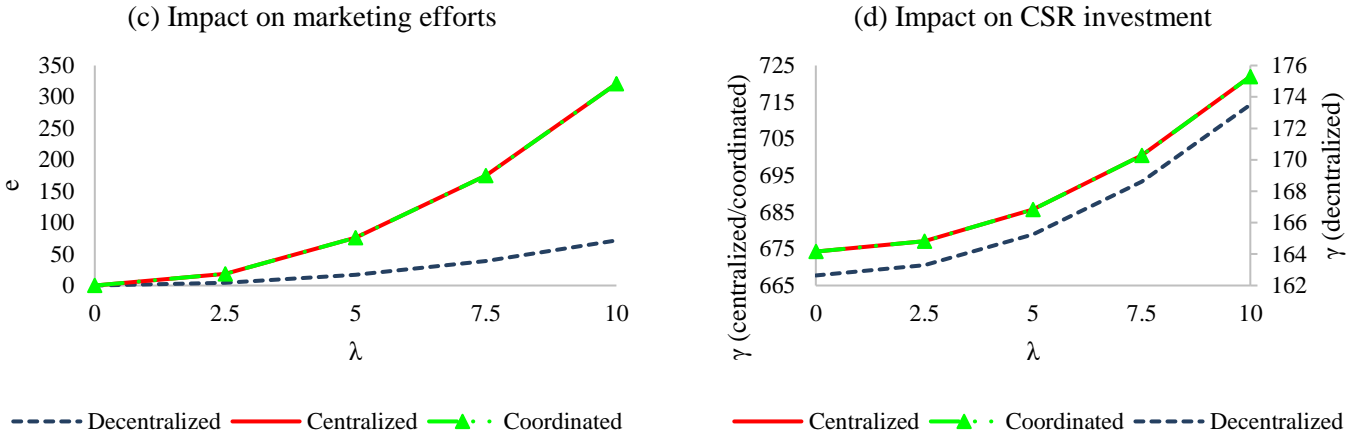 (c) Impact on marketing efforts
350
300
250
200
150
100
50
0
e
0 2.5 5 7.5 10
λ
Decentralized Centralized Coordinated
(d) Impact on CSR investment
725
715
705
695
685
675
665
γ (centralized/coordinated)
176
174
172
170
168
166
164
162
γ (decntralized)
0 2.5 5 7.5 10
λ
Centralized Coordinated Decentralized